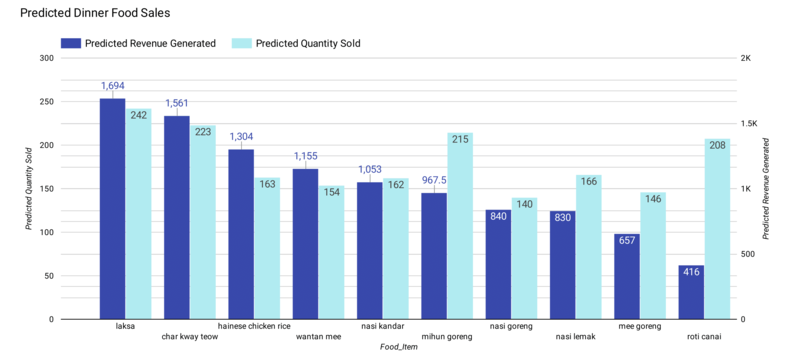 Predicted Dinner Food Sales
Predicted Revenue Generated
Predicted Quantity Sold
300
250
200
150
100
50
0
Predicted Quantity Sold
2K
1.5K
1K
500
0
Predicted Revenue Generated
1,694
242
1,561
223
1,304
163
1,155
154
1,053
162
967.5
215
840
140
830
166
657
146
416
208
laksa
char kway teow
hainese chicken rice
wantan mee
nasi kandar
mihun goreng
nasi goreng
nasi lemak
mee goreng
roti canai
Food_Item